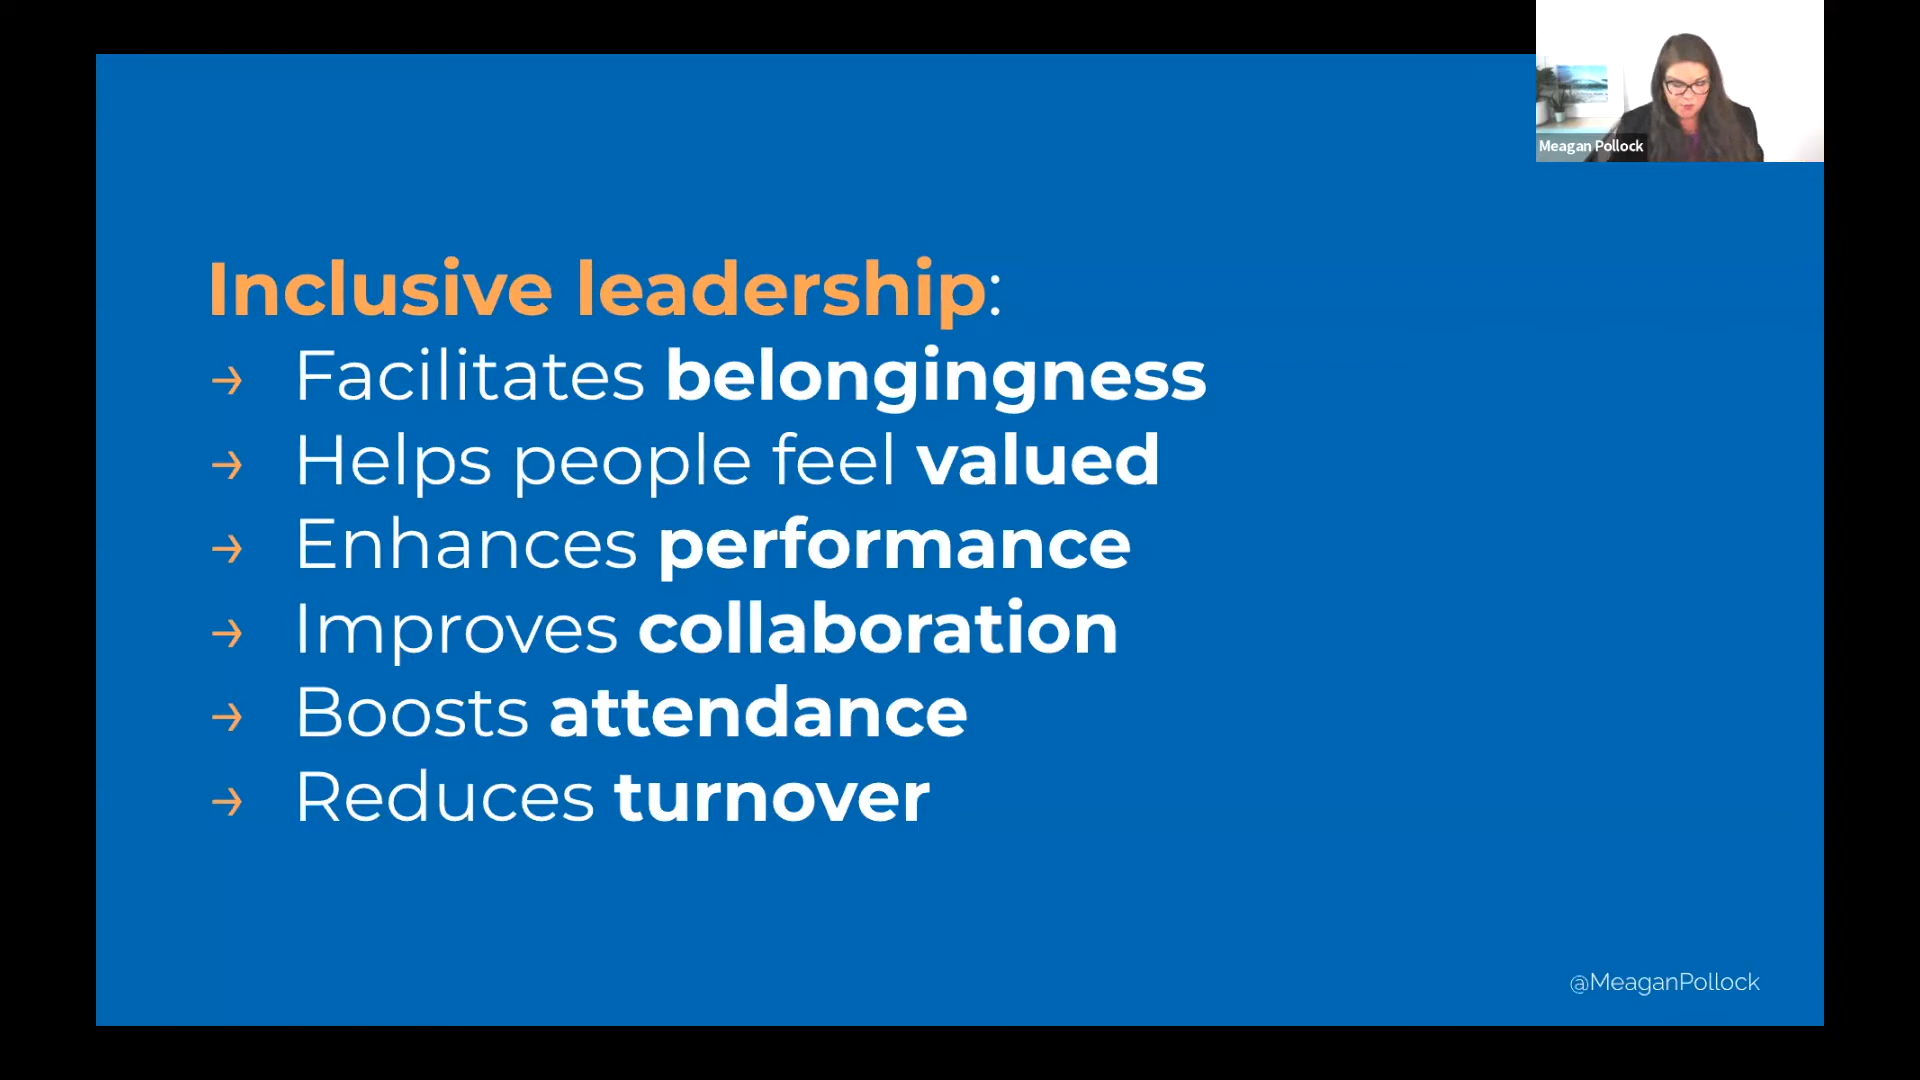 Meagan Pollock
Inclusive leadership:
→ Facilitates belongingness
→ Helps people feel valued
→ Enhances performance
→ Improves collaboration
→ Boosts attendance
→ Reduces turnover
@MeaganPollock